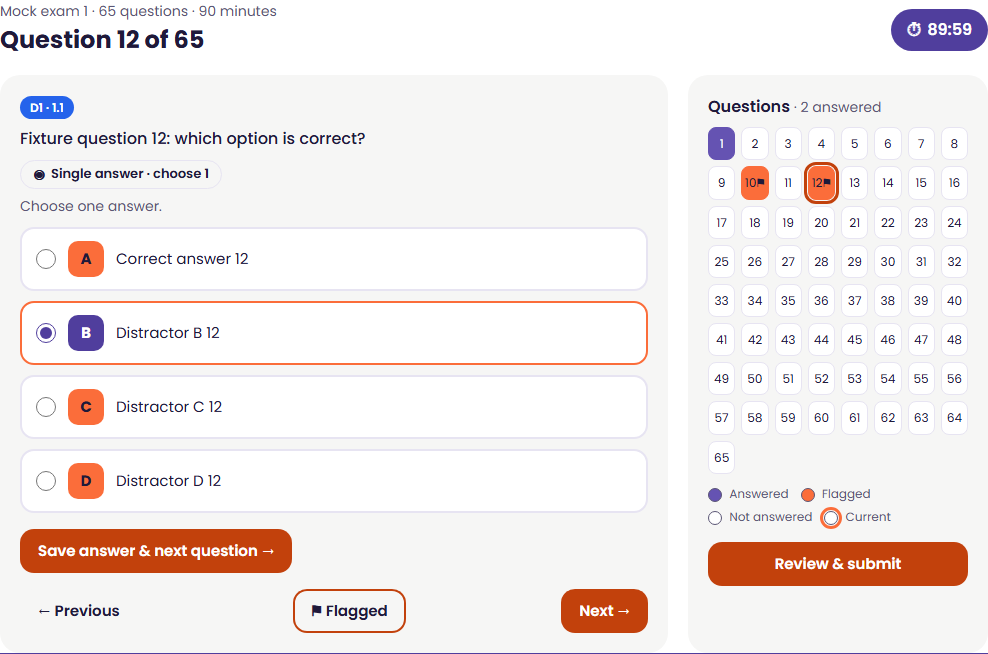 Mock exam 1 · 65 questions · 90 minutes
Question 12 of 65
⏱ 89:59
D1 · 1.1
Fixture question 12: which option is correct?
◉ Single answer · choose 1
Choose one answer.
A Correct answer 12
B Distractor B 12
C Distractor C 12
D Distractor D 12
Save answer & next question →
← Previous
⚑ Flagged
Next →
Questions · 2 answered
1 2 3 4 5 6 7 8
9 10⚑ 11 12⚑ 13 14 15 16
17 18 19 20 21 22 23 24
25 26 27 28 29 30 31 32
33 34 35 36 37 38 39 40
41 42 43 44 45 46 47 48
49 50 51 52 53 54 55 56
57 58 59 60 61 62 63 64
65
Answered Flagged
Not answered Current
Review & submit